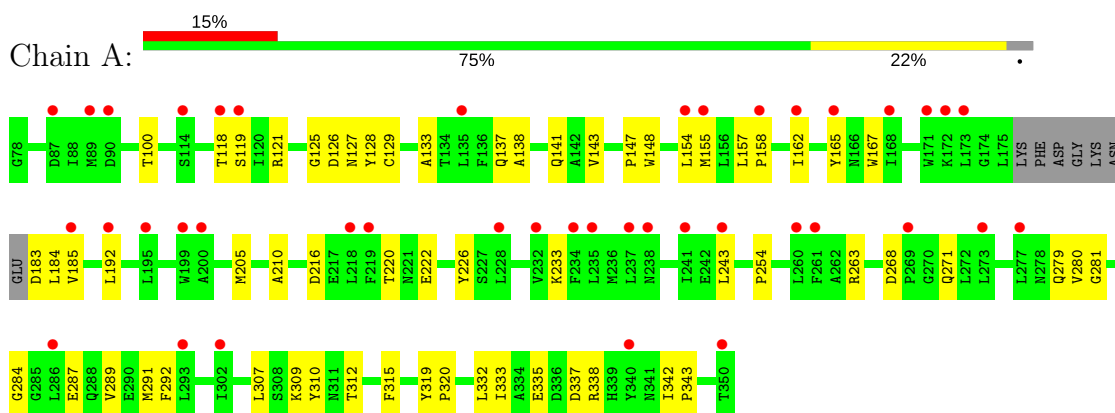 15%
Chain A:
75% 22% •
G78 D87 I88 M89 D90 T100 S114 T118 S119 I120 R121 G125 D126 N127 Y128 C129 A133 T134 L135 F136 Q137 A138 Q141 A142 V143 P147 W148 L154 M155 L156 L157 P158 I162 Y165 N166 W167 I168 W171 K172 L173 G174 L175 LYS PHE ASP GLY LYS ASN
GLU D183 L184 V185 L192 L195 W199 A200 M205 A210 D216 E217 L218 F219 T220 N221 E222 Y226 S227 L228 V232 K233 F234 L235 M236 L237 N238 I241 E242 L243 P254 L260 F261 A262 R263 D268 P269 G270 Q271 L272 L273 L277 N278 Q279 V280 G281
G284 G285 L286 E287 Q288 V289 E290 M291 F292 L293 I302 L307 S308 K309 Y310 N311 T312 F315 Y319 P320 L332 I333 A334 E335 D336 D337 R338 H339 Y340 N341 I342 P343 T350